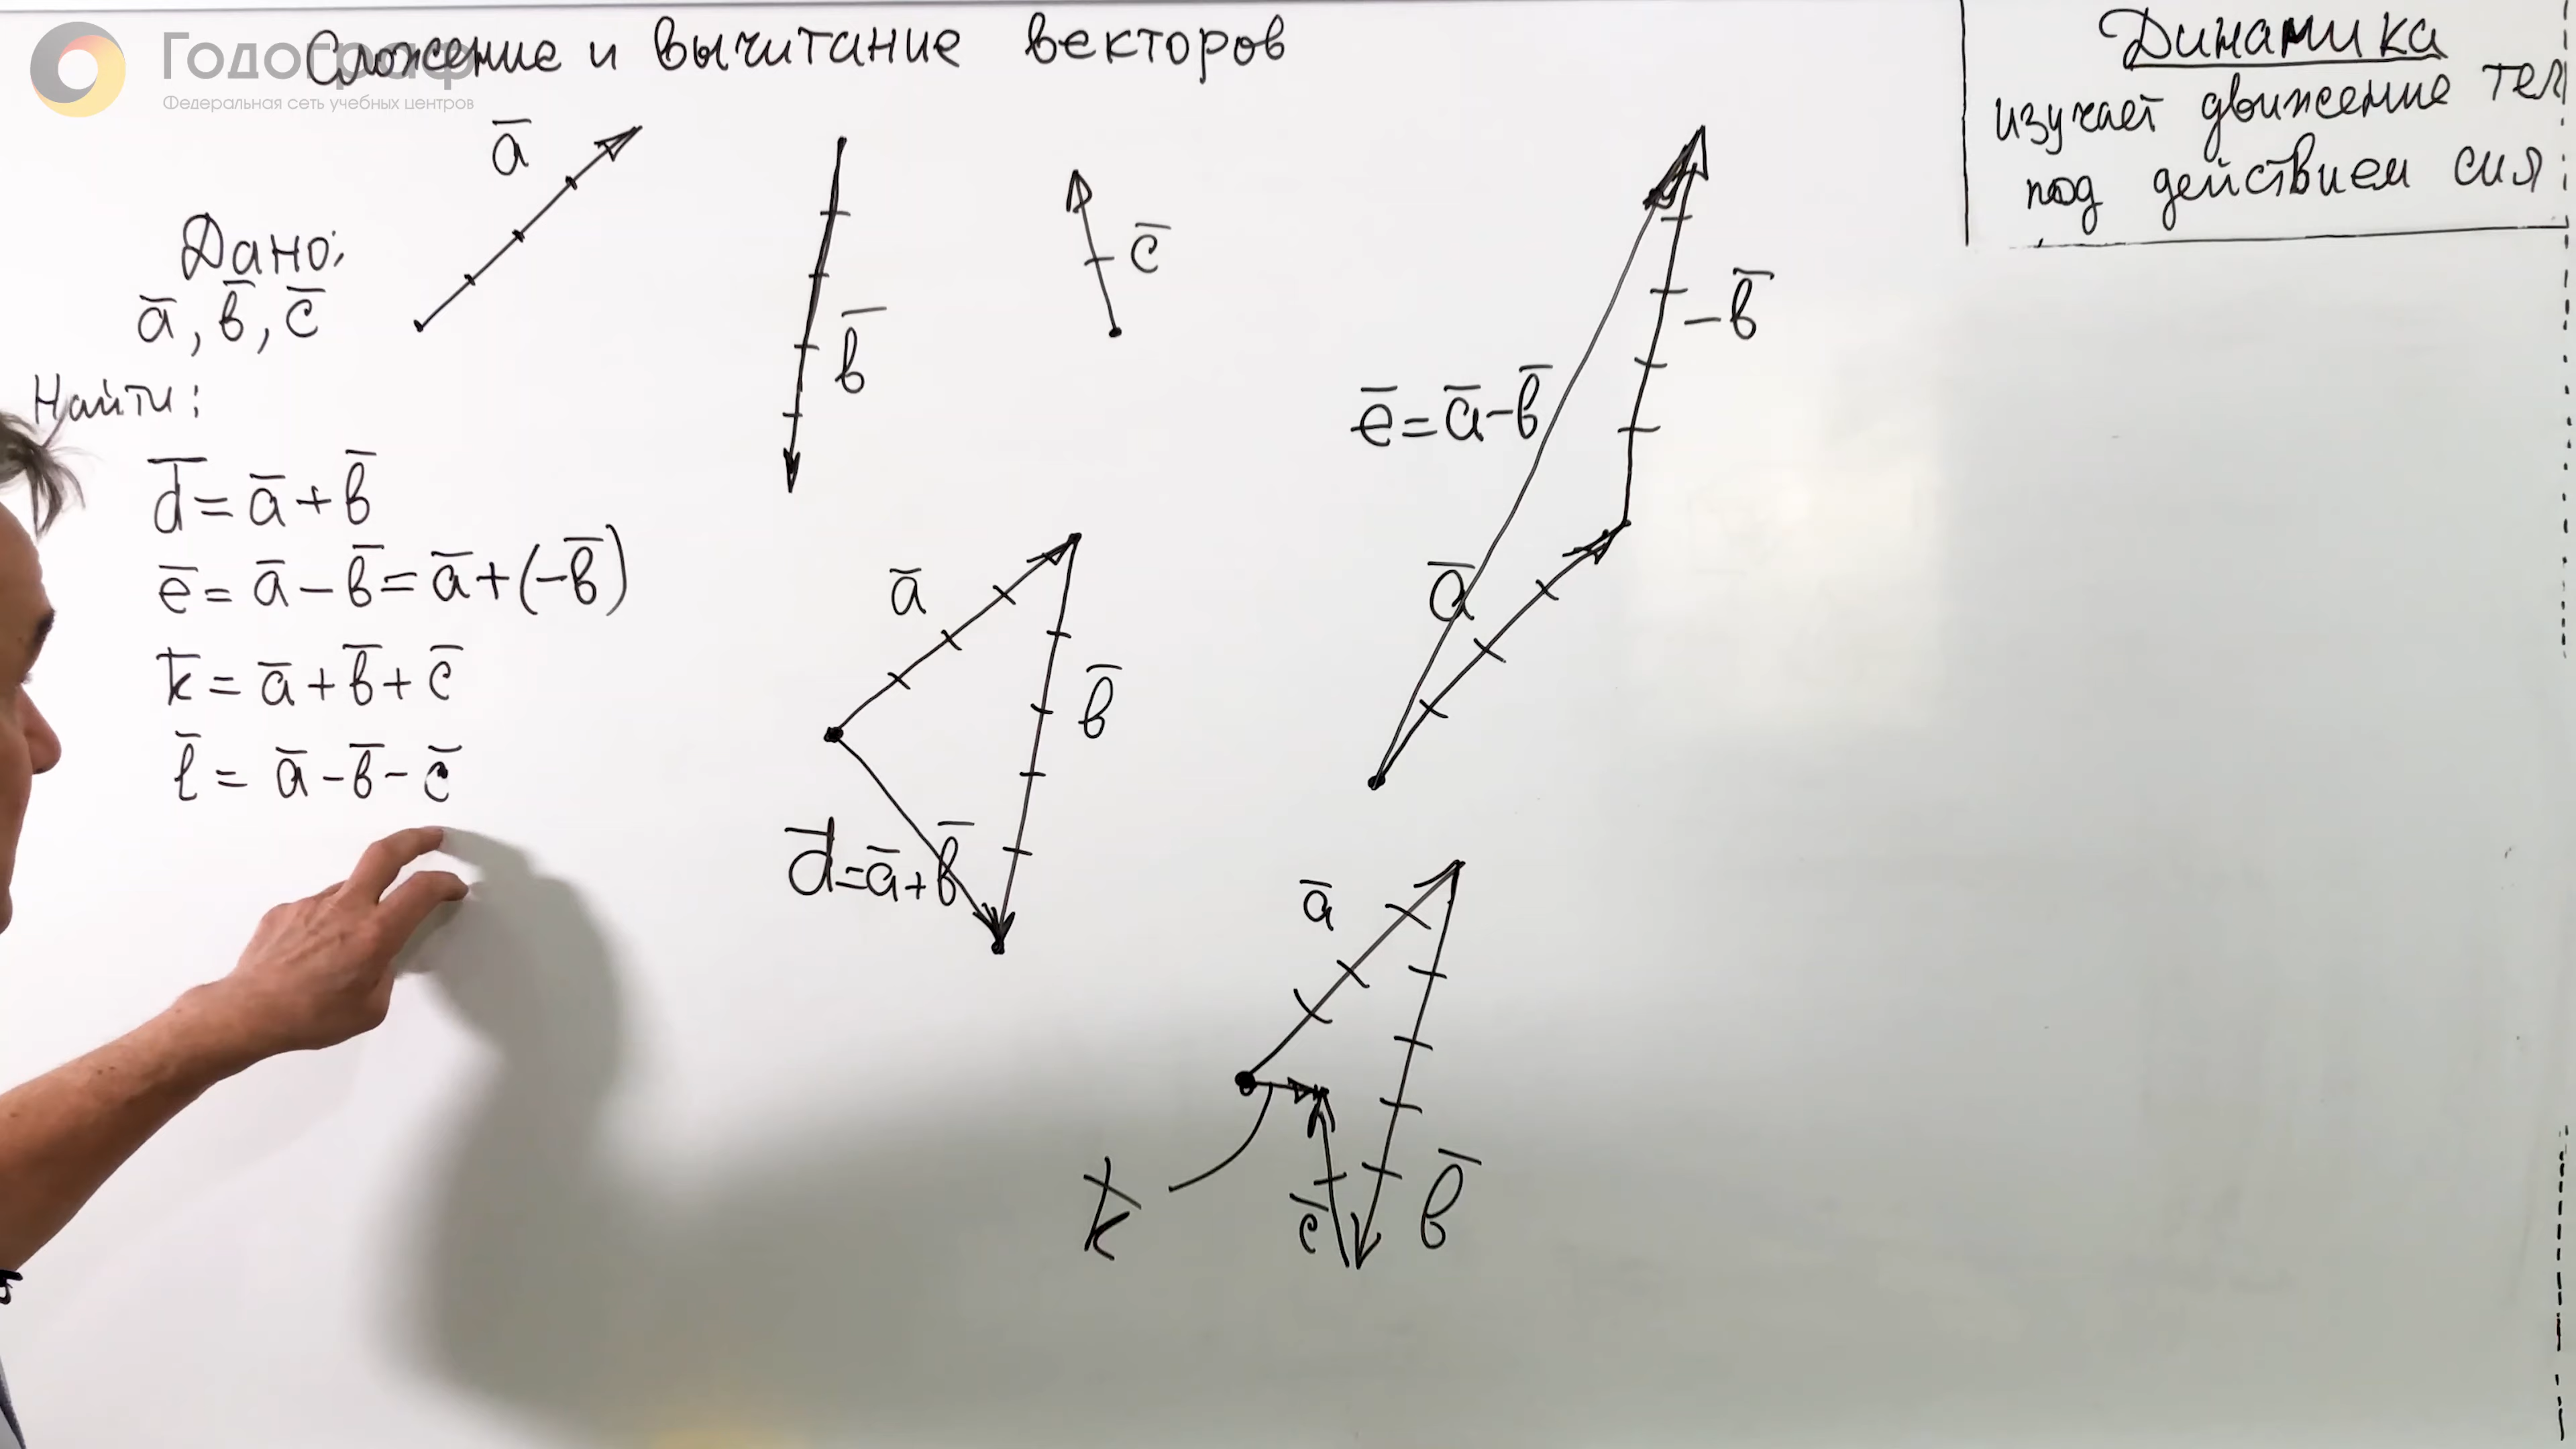 Годограф
Федеральная сеть учебных центров
Сложение и вычитание векторов
Динамика
изучает движение тел
под действием сил
Дано:
a̅, в̅, c̅
Найти:
d̅ = a̅ + в̅
e̅ = a̅ − в̅ = a̅ + (−в̅)
k̅ = a̅ + в̅ + c̅
l̅ = a̅ − в̅ − c̅
a̅
в̅
c̅
a̅
в̅
d̅ = a̅ + в̅
−в̅
e̅ = a̅ − в̅
a̅
a̅
в̅
c̅
k̅